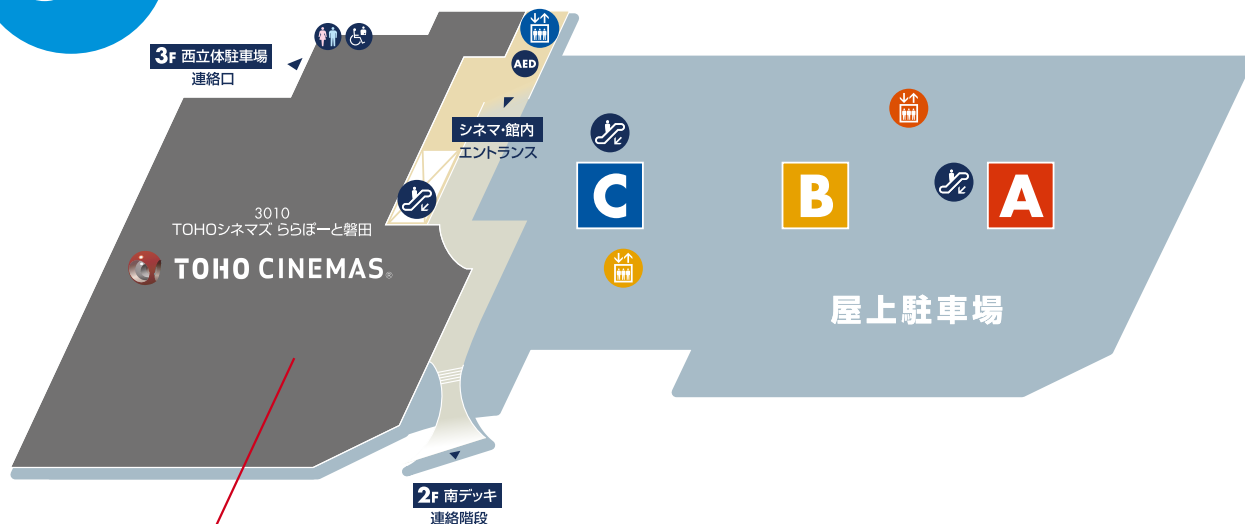 3F 西立体駐車場
連絡口
AED
シネマ・館内
エントランス
C
B
A
3010
TOHOシネマズ ららぽーと磐田
TOHO CINEMAS®
屋上駐車場
2F 南デッキ
連絡階段